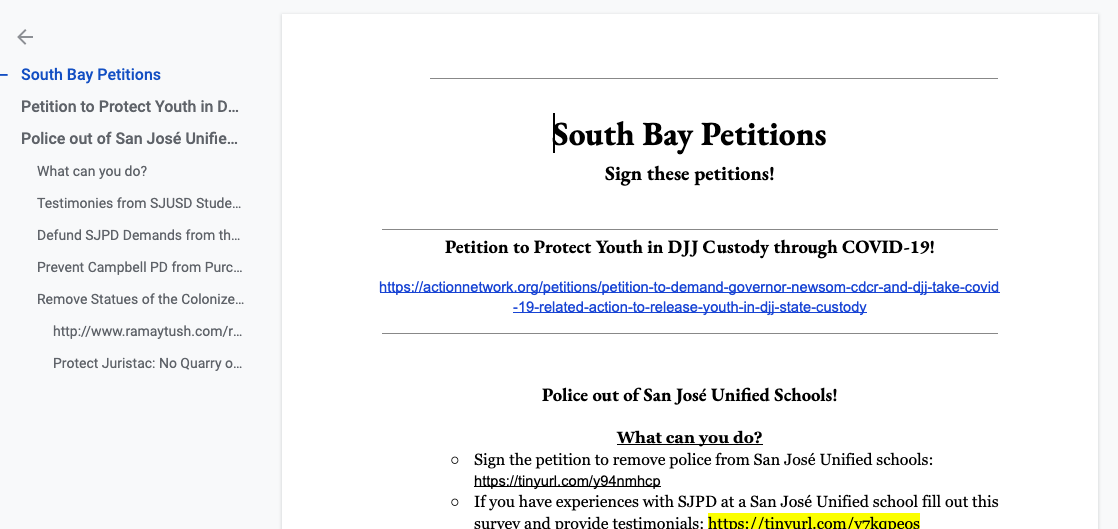 South Bay Petitions
Petition to Protect Youth in D...
Police out of San José Unifie...
What can you do?
Testimonies from SJUSD Stude...
Defund SJPD Demands from th...
Prevent Campbell PD from Purc...
Remove Statues of the Colonize...
http://www.ramaytush.com/r...
Protect Juristac: No Quarry o...
South Bay Petitions
Sign these petitions!
Petition to Protect Youth in DJJ Custody through COVID-19!
https://actionnetwork.org/petitions/petition-to-demand-governor-newsom-cdcr-and-djj-take-covid
-19-related-action-to-release-youth-in-djj-state-custody
Police out of San José Unified Schools!
What can you do?
Sign the petition to remove police from San José Unified schools:
https://tinyurl.com/y94nmhcp
If you have experiences with SJPD at a San José Unified school fill out this
survey and provide testimonials: https://tinyurl.com/y7kqpeos